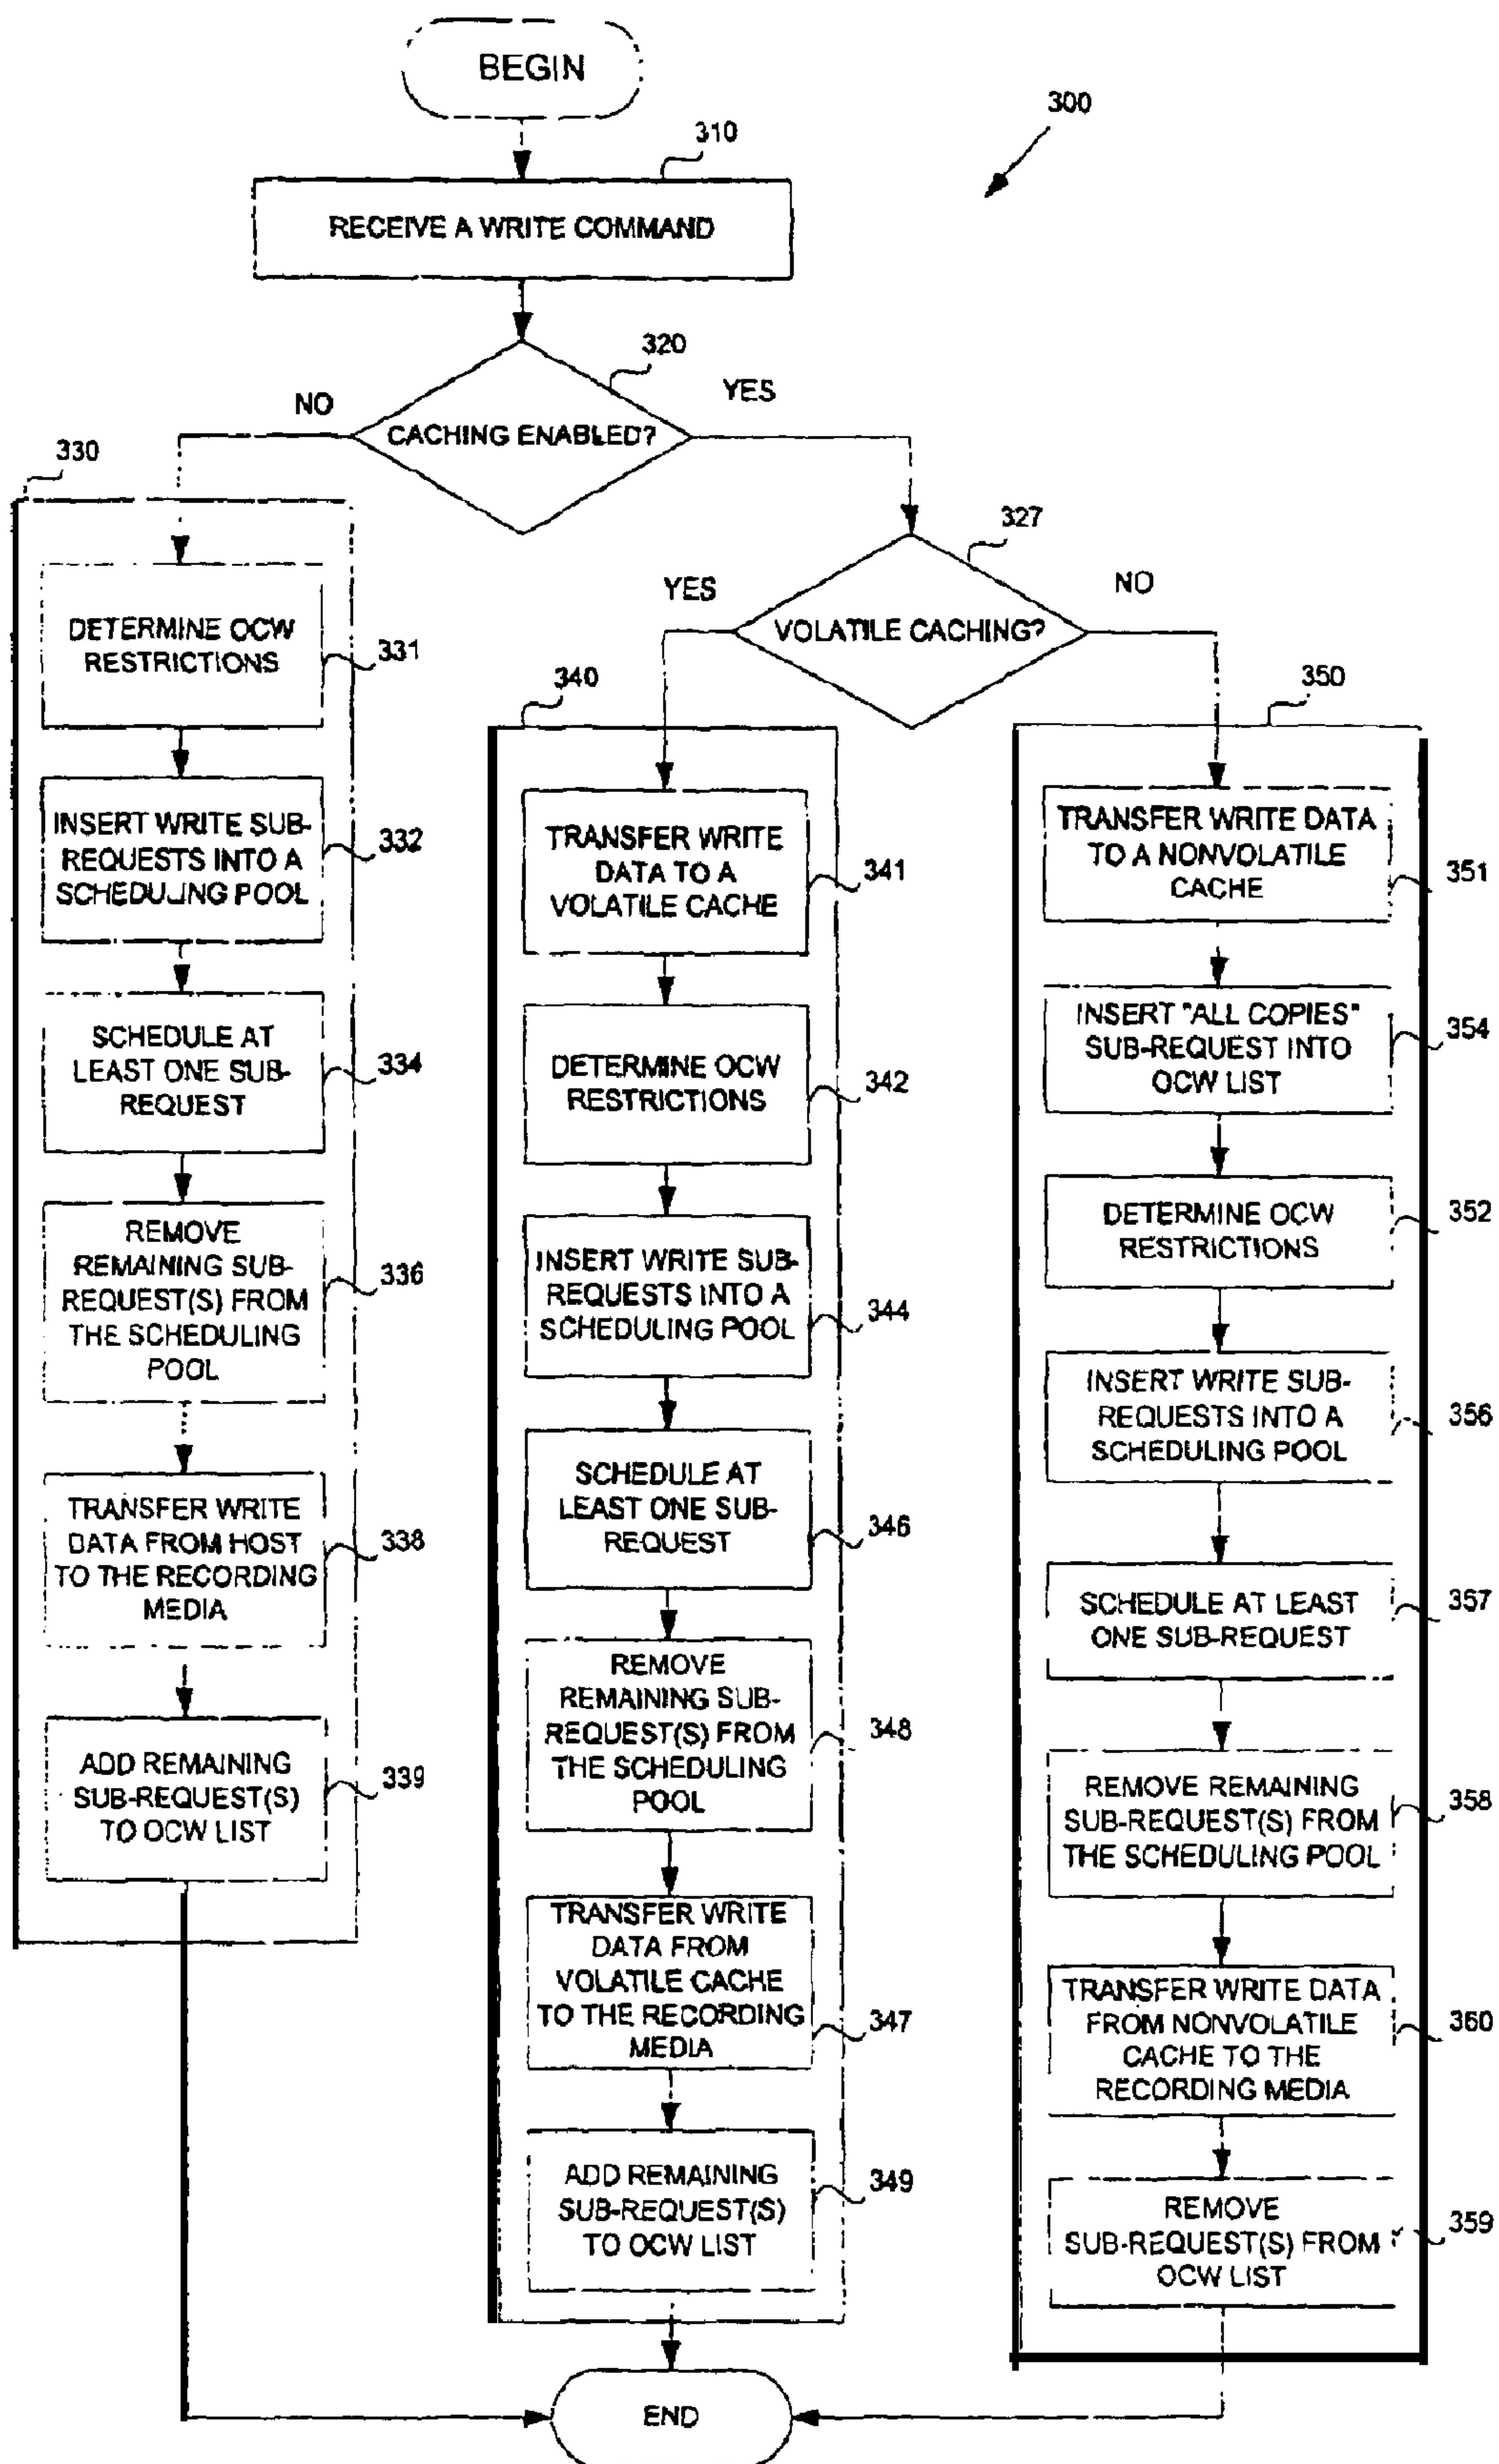 BEGIN
300
310
RECEIVE A WRITE COMMAND
320
NO
YES
CACHING ENABLED?
330
327
YES
NO
VOLATILE CACHING?
DETERMINE OCW
RESTRICTIONS
331
INSERT WRITE SUB-
REQUESTS INTO A
SCHEDULING POOL
332
SCHEDULE AT
LEAST ONE SUB-
REQUEST
334
REMOVE
REMAINING SUB-
REQUEST(S) FROM
THE SCHEDULING
POOL
336
TRANSFER WRITE
DATA FROM HOST
TO THE RECORDING
MEDIA
338
ADD REMAINING
SUB-REQUEST(S)
TO OCW LIST
339
340
TRANSFER WRITE
DATA TO A
VOLATILE CACHE
341
DETERMINE OCW
RESTRICTIONS
342
INSERT WRITE SUB-
REQUESTS INTO A
SCHEDULING POOL
344
SCHEDULE AT
LEAST ONE SUB-
REQUEST
346
REMOVE
REMAINING SUB-
REQUEST(S) FROM
THE SCHEDULING
POOL
348
TRANSFER WRITE
DATA FROM
VOLATILE CACHE
TO THE RECORDING
MEDIA
347
ADD REMAINING
SUB-REQUEST(S)
TO OCW LIST
349
350
TRANSFER WRITE DATA
TO A NONVOLATILE
CACHE
351
INSERT "ALL COPIES"
SUB-REQUEST INTO
OCW LIST
354
DETERMINE OCW
RESTRICTIONS
352
INSERT WRITE SUB-
REQUESTS INTO A
SCHEDULING POOL
356
SCHEDULE AT LEAST
ONE SUB-REQUEST
357
REMOVE REMAINING
SUB-REQUEST(S) FROM
THE SCHEDULING POOL
358
TRANSFER WRITE DATA
FROM NONVOLATILE
CACHE TO THE
RECORDING MEDIA
360
REMOVE
SUB-REQUEST(S) FROM
OCW LIST
359
END